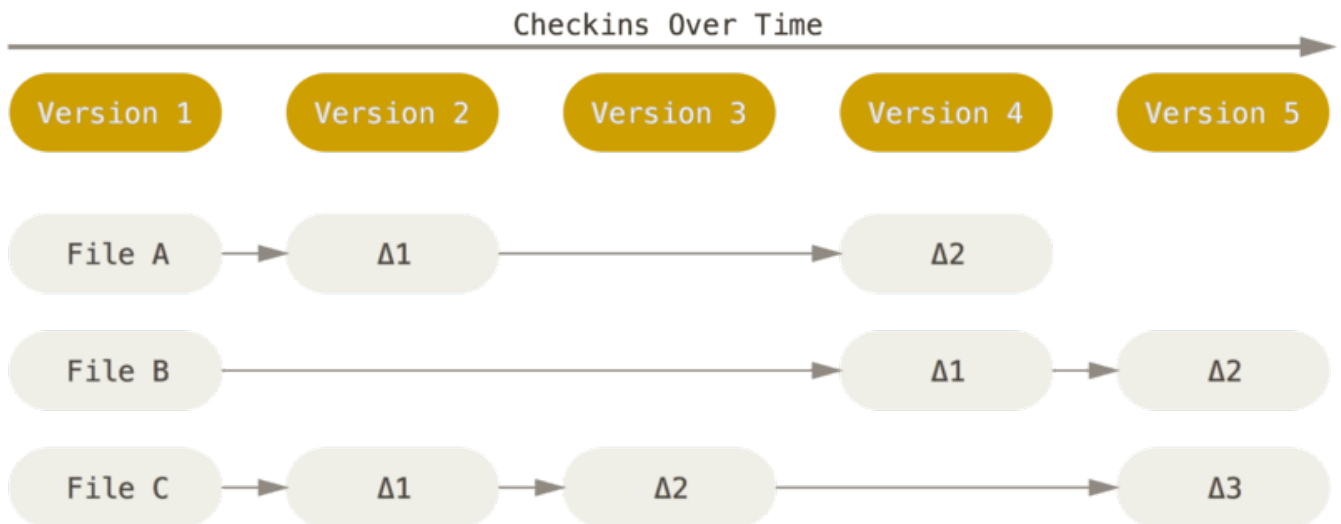 Checkins Over Time
Version 1 Version 2 Version 3 Version 4 Version 5
File A Δ1 Δ2
File B Δ1 Δ2
File C Δ1 Δ2 Δ3